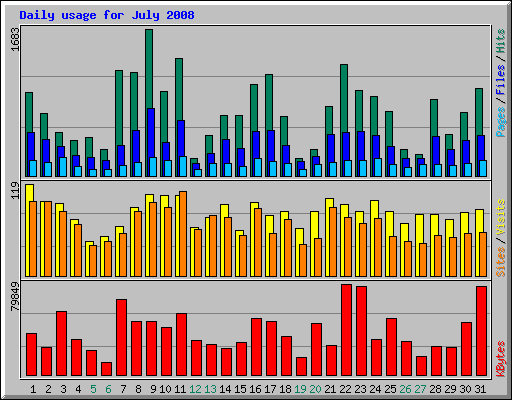 Daily usage for July 2008
1683
Pages / Files / Hits
119
Sites / Visits
79849
KBytes
1 2 3 4 5 6 7 8 9 10 11 12 13 14 15 16 17 18 19 20 21 22 23 24 25 26 27 28 29 30 31